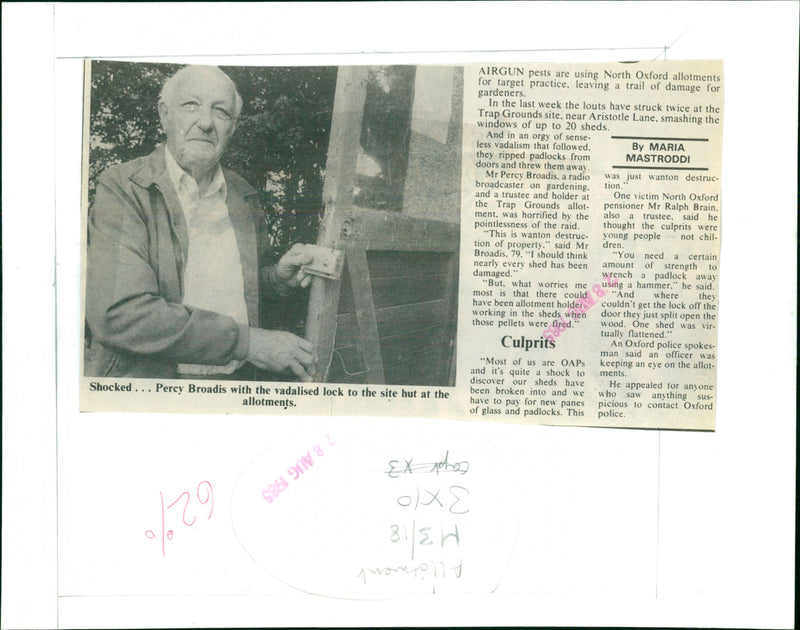 AIRGUN pests are using North Oxford allotments
for target practice, leaving a trail of damage for
gardeners.
In the last week the louts have struck twice at the
Trap Grounds site, near Aristotle Lane, smashing the
windows of up to 20 sheds.
And in an orgy of sense-
less vadalism that followed,
they ripped padlocks from
doors and threw them away.
Mr Percy Broadis, a radio
broadcaster on gardening,
and a trustee and holder at
the Trap Grounds allot-
ment, was horrified by the
pointlessness of the raid.
"This is wanton destruc-
tion of property," said Mr
Broadis, 79. "I should think
nearly every shed has been
damaged."
"But, what worries me
most is that there could
have been allotment holders
working in the sheds when
those pellets were fired."
Culprits
"Most of us are OAPs
and it's quite a shock to
discover our sheds have
been broken into and we
have to pay for new panes
of glass and padlocks. This
By MARIA
MASTRODDI
was just wanton destruc-
tion."
One victim North Oxford
pensioner Mr Ralph Brain,
also a trustee, said he
thought the culprits were
young people — not chil-
dren.
"You need a certain
amount of strength to
wrench a padlock away
using a hammer," he said.
"And where they
couldn't get the lock off the
door they just split open the
wood. One shed was vir-
tually flattened."
An Oxford police spokes-
man said an officer was
keeping an eye on the allot-
ments.
He appealed for anyone
who saw anything sus-
picious to contact Oxford
police.
Shocked . . . Percy Broadis with the vadalised lock to the site hut at the
allotments.
28 AUG 1985
28 AUG 1985
62%
3X10
M3/18
Allotment